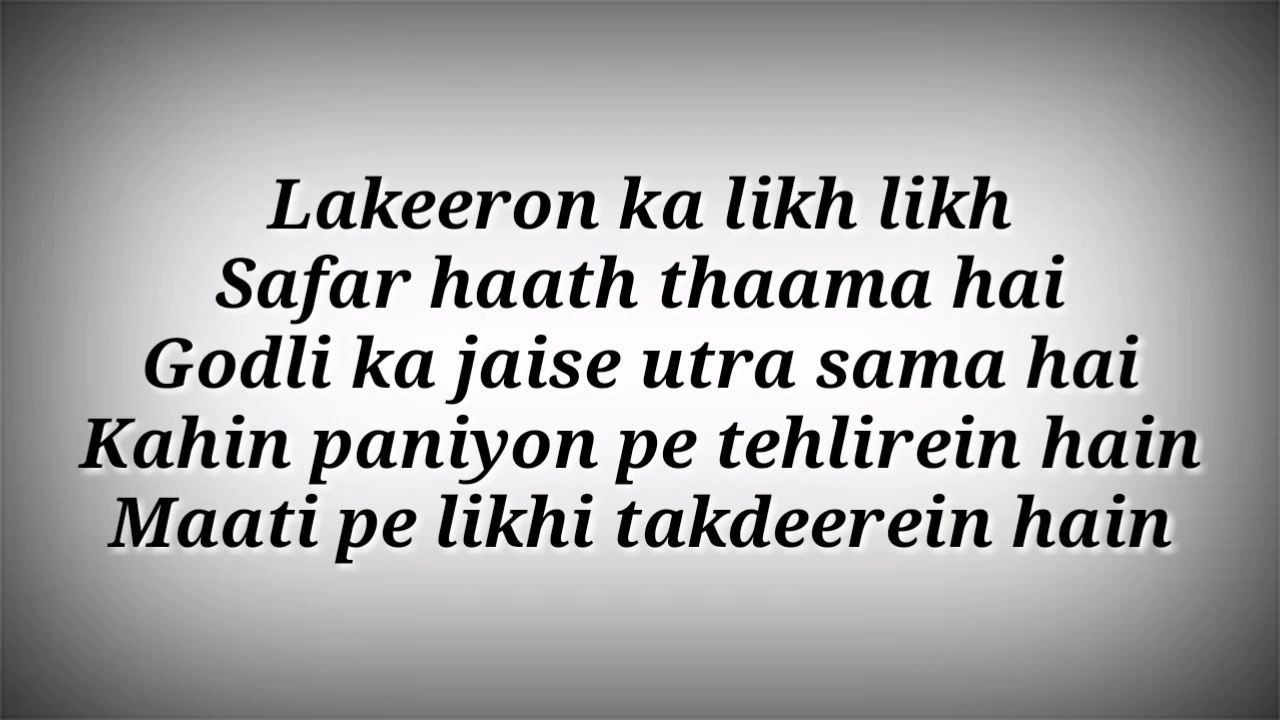 Lakeeron ka likh likh
Safar haath thaama hai
Godli ka jaise utra sama hai
Kahin paniyon pe tehlirein hain
Maati pe likhi takdeerein hain